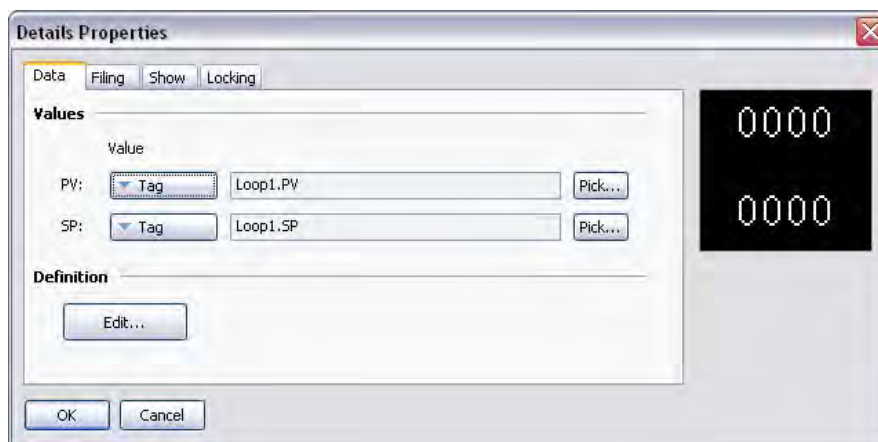 Details Properties
Data Filing Show Locking
Values
Value
PV: Tag Loop1.PV Pick...
SP: Tag Loop1.SP Pick...
Definition
Edit...
OK Cancel
0000
0000